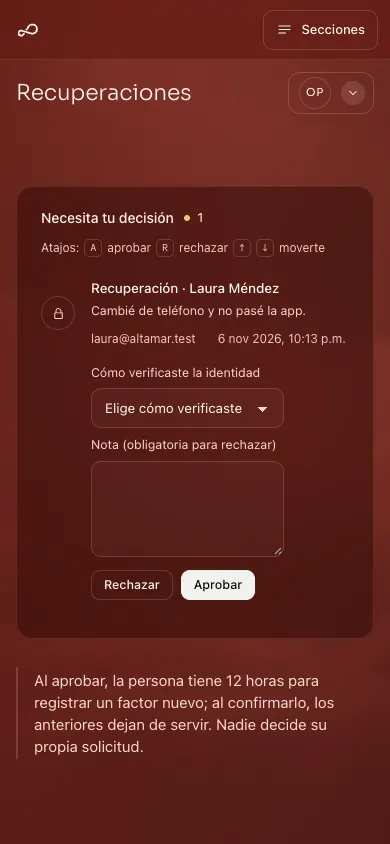 Secciones
Recuperaciones
OP
Necesita tu decisión • 1
Atajos: A aprobar R rechazar ↑ ↓ moverte
Recuperación · Laura Méndez
Cambié de teléfono y no pasé la app.
laura@altamar.test 6 nov 2026, 10:13 p.m.
Cómo verificaste la identidad
Elige cómo verificaste
Nota (obligatoria para rechazar)
Rechazar Aprobar
Al aprobar, la persona tiene 12 horas para
registrar un factor nuevo; al confirmarlo, los
anteriores dejan de servir. Nadie decide su
propia solicitud.